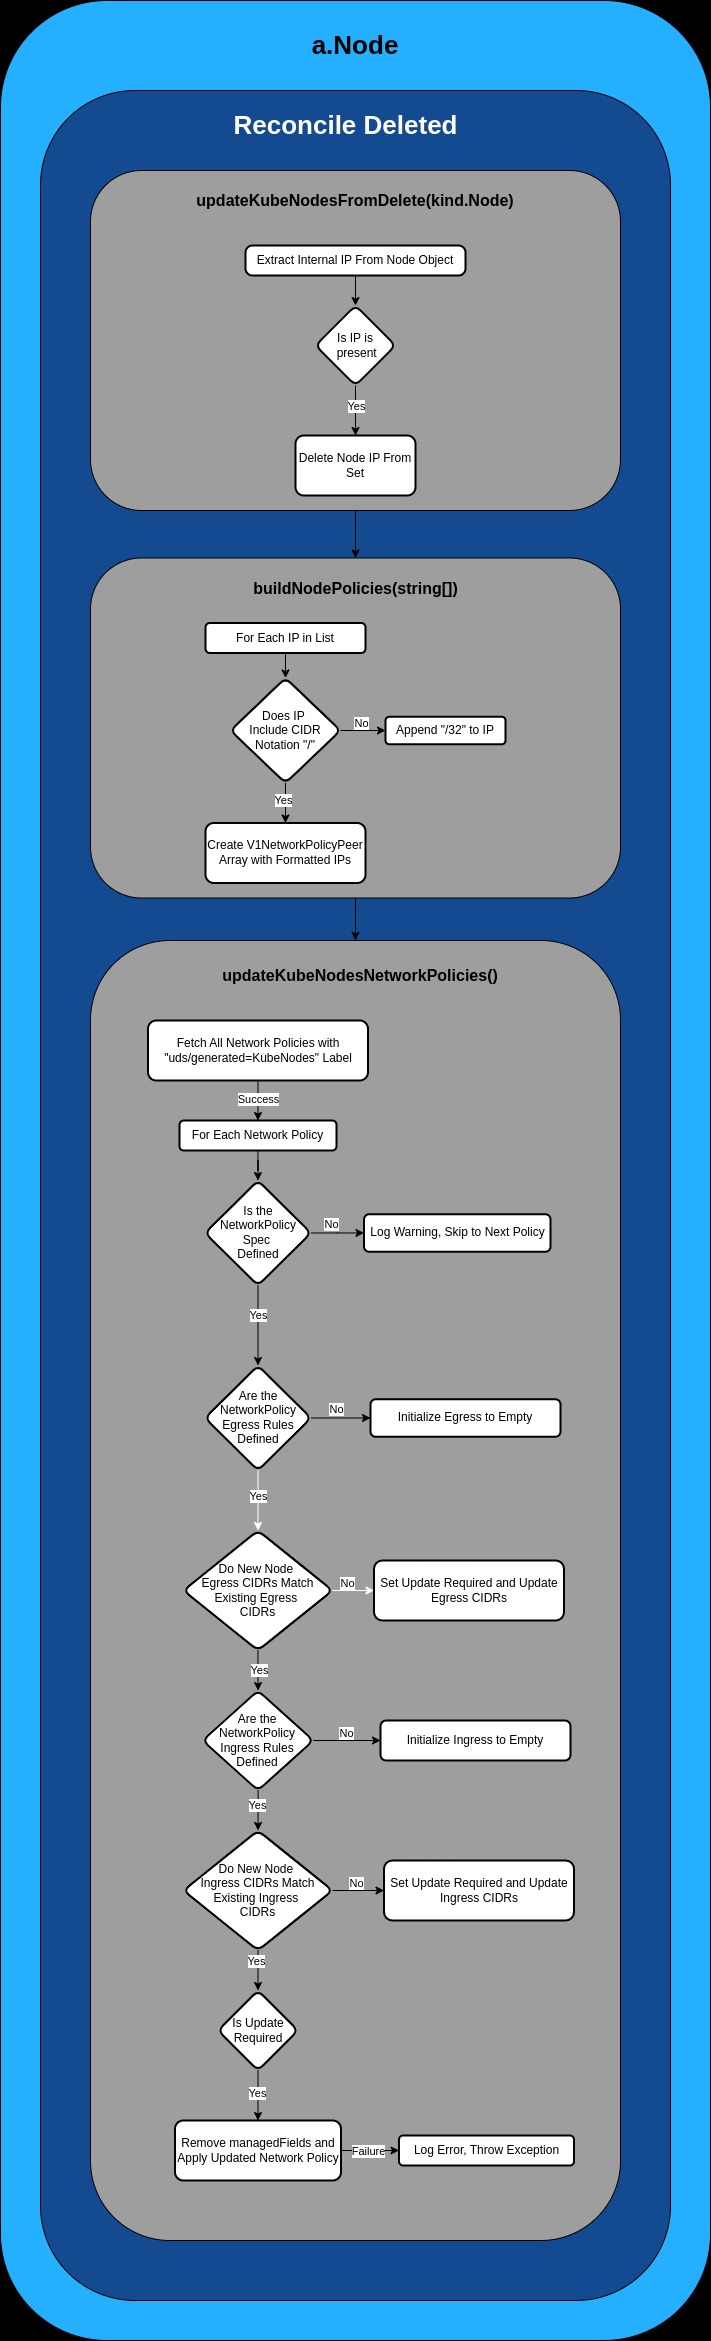 a.Node
Reconcile Deleted
updateKubeNodesFromDelete(kind.Node)
Extract Internal IP From Node Object
Is IP is
present
Yes
Delete Node IP From
Set
buildNodePolicies(string[])
For Each IP in List
Does IP
Include CIDR
Notation "/"
No
Append "/32" to IP
Yes
Create V1NetworkPolicyPeer
Array with Formatted IPs
updateKubeNodesNetworkPolicies()
Fetch All Network Policies with
"uds/generated=KubeNodes" Label
Success
For Each Network Policy
Is the
NetworkPolicy
Spec
Defined
No
Log Warning, Skip to Next Policy
Yes
Are the
NetworkPolicy
Egress Rules
Defined
No
Initialize Egress to Empty
Yes
Do New Node
Egress CIDRs Match
Existing Egress
CIDRs
No
Set Update Required and Update
Egress CIDRs
Yes
Are the
NetworkPolicy
Ingress Rules
Defined
No
Initialize Ingress to Empty
Yes
Do New Node
Ingress CIDRs Match
Existing Ingress
CIDRs
No
Set Update Required and Update
Ingress CIDRs
Yes
Is Update
Required
Yes
Remove managedFields and
Apply Updated Network Policy
Failure
Log Error, Throw Exception